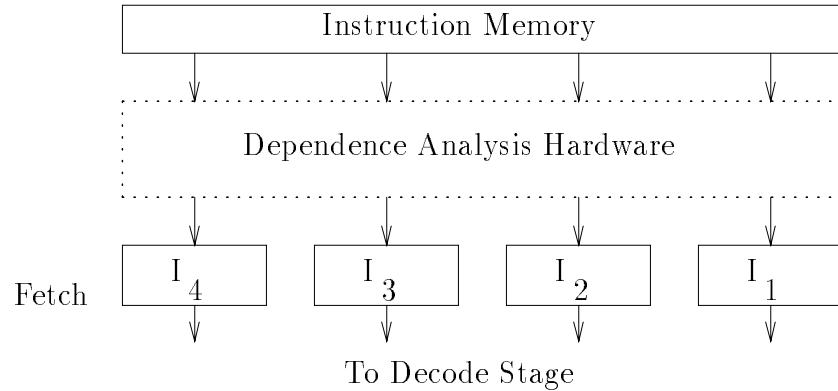 Instruction Memory
Dependence Analysis Hardware
Fetch
I4 I3 I2 I1
To Decode Stage